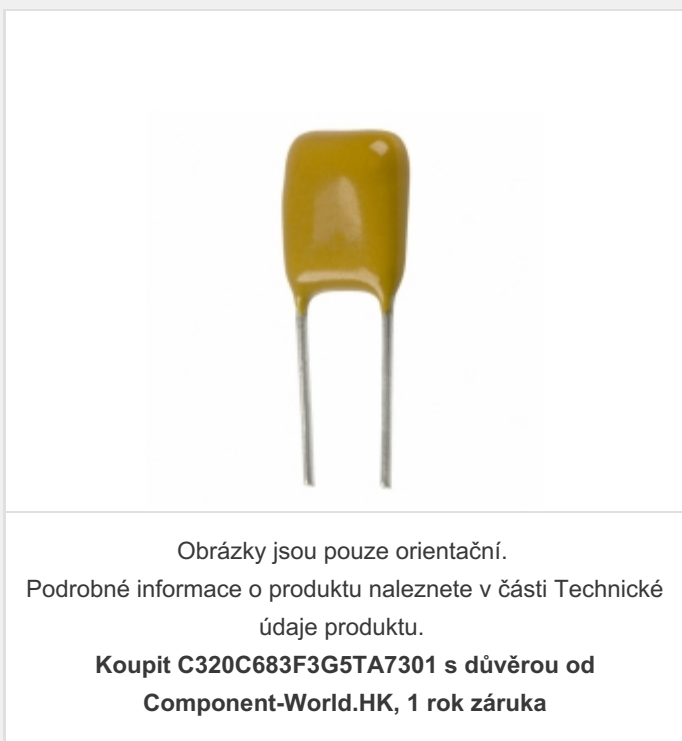 Obrázky jsou pouze orientační.
Podrobné informace o produktu naleznete v části Technické
údaje produktu.
Koupit C320C683F3G5TA7301 s důvěrou od
Component-World.HK, 1 rok záruka